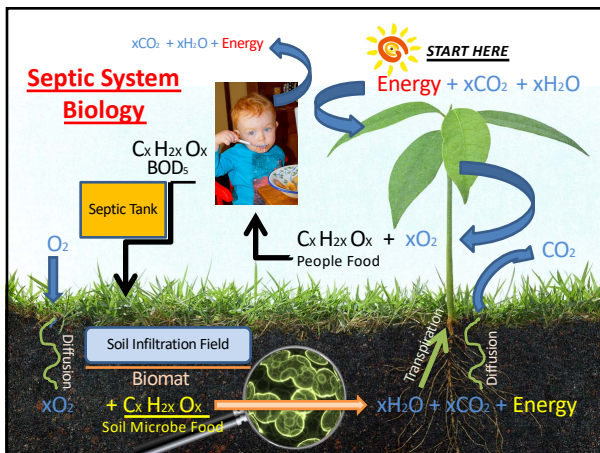 xCO₂ + xH₂O + Energy
START HERE
Septic System
Biology
Energy + xCO₂ + xH₂O
Cx H2x Ox
BOD₅
Septic Tank
O₂
Cx H2x Ox + xO₂
People Food
CO₂
Diffusion
Soil Infiltration Field
Biomat
Transpiration
Diffusion
xO₂ + Cx H2x Ox
Soil Microbe Food
xH₂O + xCO₂ + Energy